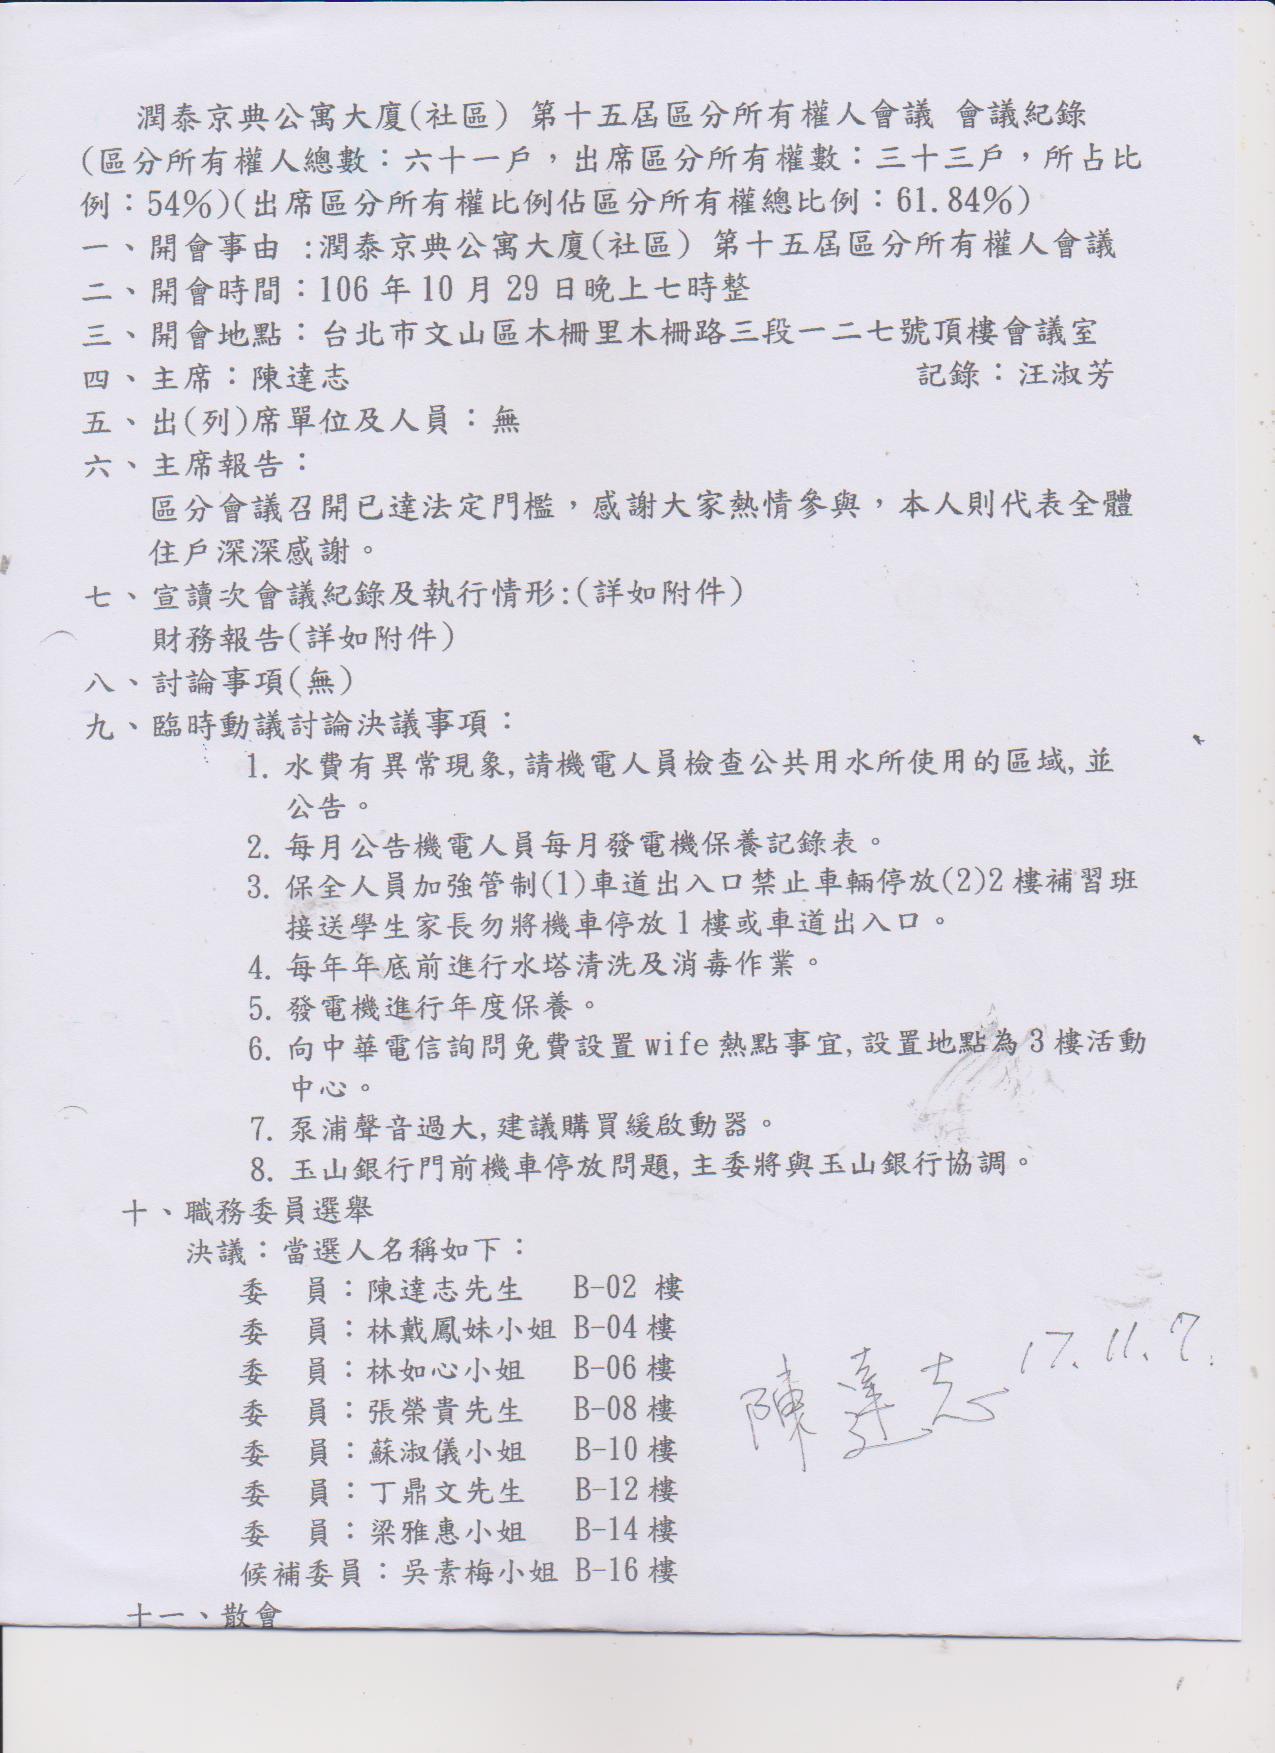 潤泰京典公寓大廈(社區) 第十五屆區分所有權人會議 會議紀錄
(區分所有權人總數：六十一戶，出席區分所有權數：三十三戶，所占比
例：54%)(出席區分所有權比例佔區分所有權總比例：61.84%)
一、開會事由 :潤泰京典公寓大廈(社區) 第十五屆區分所有權人會議
二、開會時間：106 年 10 月 29 日晚上七時整
三、開會地點：台北市文山區木柵里木柵路三段一二七號頂樓會議室
四、主席：陳達志 記錄：汪淑芳
五、出(列)席單位及人員：無
六、主席報告：
區分會議召開已達法定門檻，感謝大家熱情參與，本人則代表全體
住戶深深感謝。
七、宣讀次會議紀錄及執行情形:(詳如附件)
財務報告(詳如附件)
八、討論事項(無)
九、臨時動議討論決議事項：
1. 水費有異常現象,請機電人員檢查公共用水所使用的區域,並
公告。
2. 每月公告機電人員每月發電機保養記錄表。
3. 保全人員加強管制(1)車道出入口禁止車輛停放(2)2 樓補習班
接送學生家長勿將機車停放 1 樓或車道出入口。
4. 每年年底前進行水塔清洗及消毒作業。
5. 發電機進行年度保養。
6. 向中華電信詢問免費設置 wife 熱點事宜,設置地點為 3 樓活動
中心。
7. 泵浦聲音過大,建議購買緩啟動器。
8. 玉山銀行門前機車停放問題,主委將與玉山銀行協調。
十、職務委員選舉
決議：當選人名稱如下：
委 員：陳達志先生 B-02 樓
委 員：林戴鳳妹小姐 B-04 樓
委 員：林如心小姐 B-06 樓
委 員：張榮貴先生 B-08 樓
委 員：蘇淑儀小姐 B-10 樓
委 員：丁鼎文先生 B-12 樓
委 員：梁雅惠小姐 B-14 樓
候補委員：吳素梅小姐 B-16 樓
陳達志 17.11.7.
十一、散會